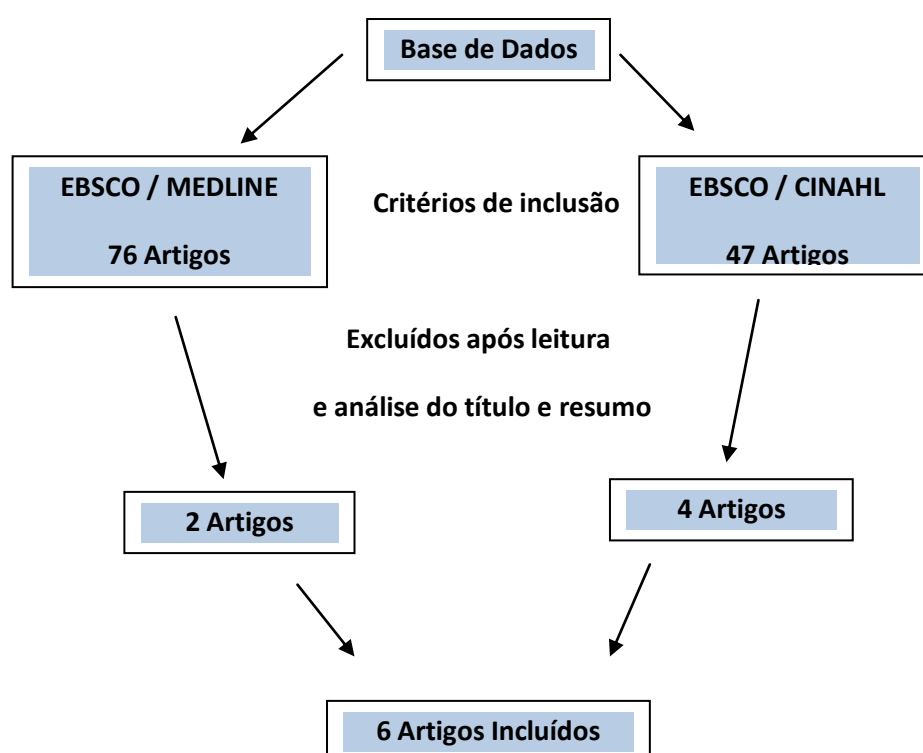 Base de Dados
EBSCO / MEDLINE
76 Artigos
Critérios de inclusão
EBSCO / CINAHL
47 Artigos
Excluídos após leitura
e análise do título e resumo
2 Artigos
4 Artigos
6 Artigos Incluídos